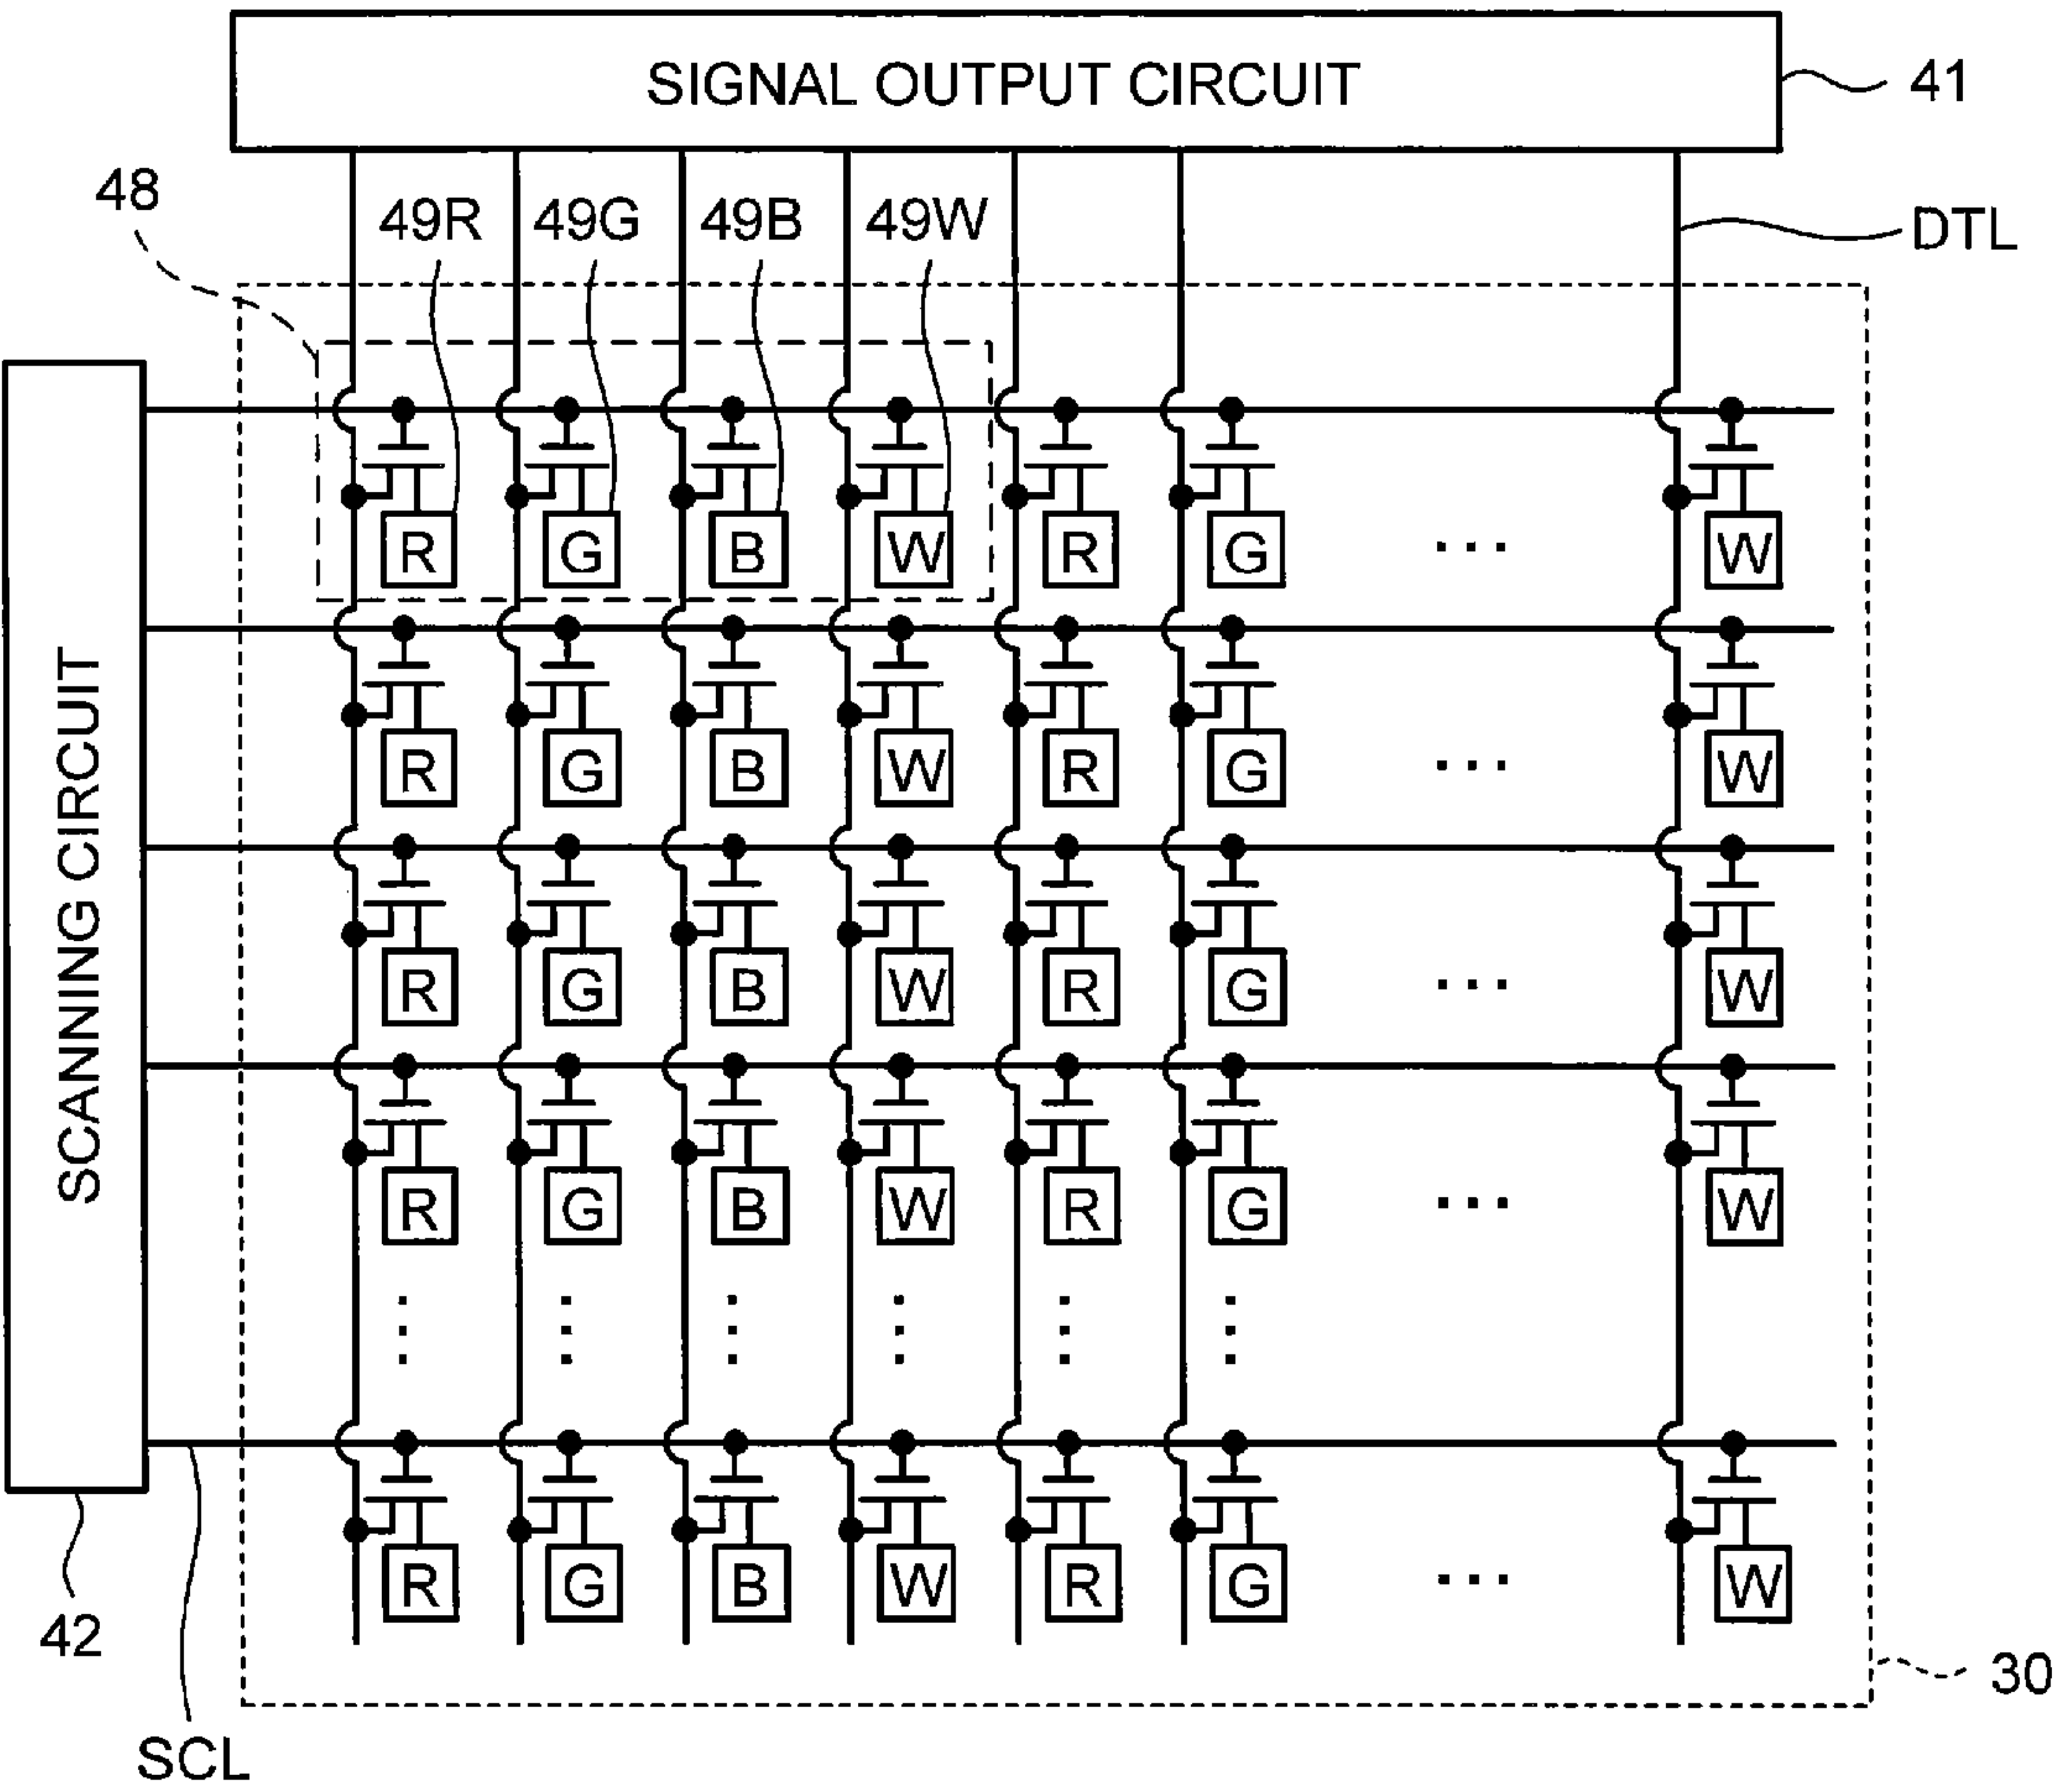 SIGNAL OUTPUT CIRCUIT
41
48
49R 49G 49B 49W
DTL
R G B W R G ... W
R G B W R G ... W
SCANNING CIRCUIT
R G B W R G ... W
R G B W R G ... W
R G B W R G ... W
42
30
SCL